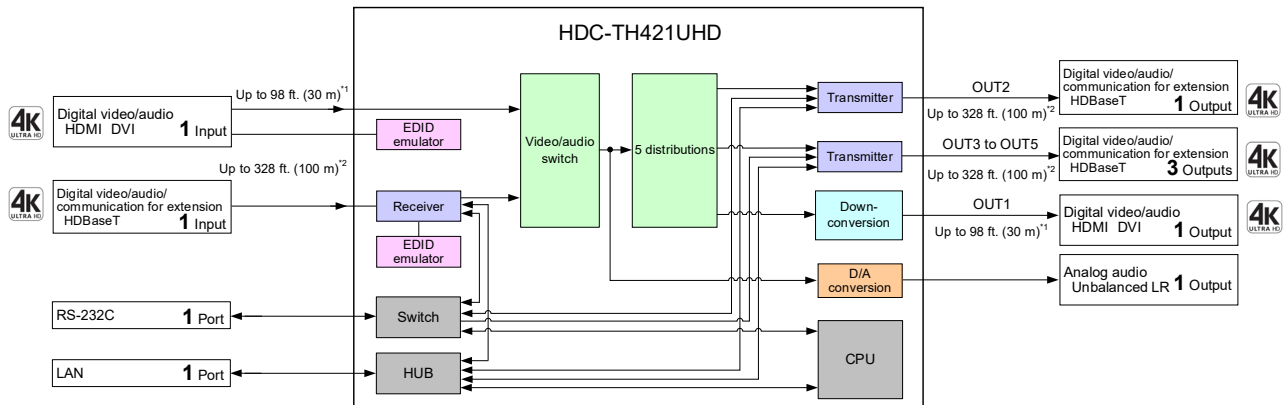 HDC-TH421UHD
4K
ULTRA HD
Digital video/audio
HDMI DVI 1 Input
Up to 98 ft. (30 m)*1
EDID
emulator
4K
ULTRA HD
Digital video/audio/
communication for extension
HDBaseT 1 Input
Up to 328 ft. (100 m)*2
Receiver
EDID
emulator
RS-232C 1 Port
Switch
LAN 1 Port
HUB
Video/audio
switch
5 distributions
Transmitter
OUT2
Up to 328 ft. (100 m)*2
Digital video/audio/
communication for extension
HDBaseT 1 Output
4K
ULTRA HD
Transmitter
OUT3 to OUT5
Up to 328 ft. (100 m)*2
Digital video/audio/
communication for extension
HDBaseT 3 Outputs
4K
ULTRA HD
Down-
conversion
OUT1
Up to 98 ft. (30 m)*1
Digital video/audio
HDMI DVI 1 Output
4K
ULTRA HD
D/A
conversion
Analog audio
Unbalanced LR 1 Output
CPU